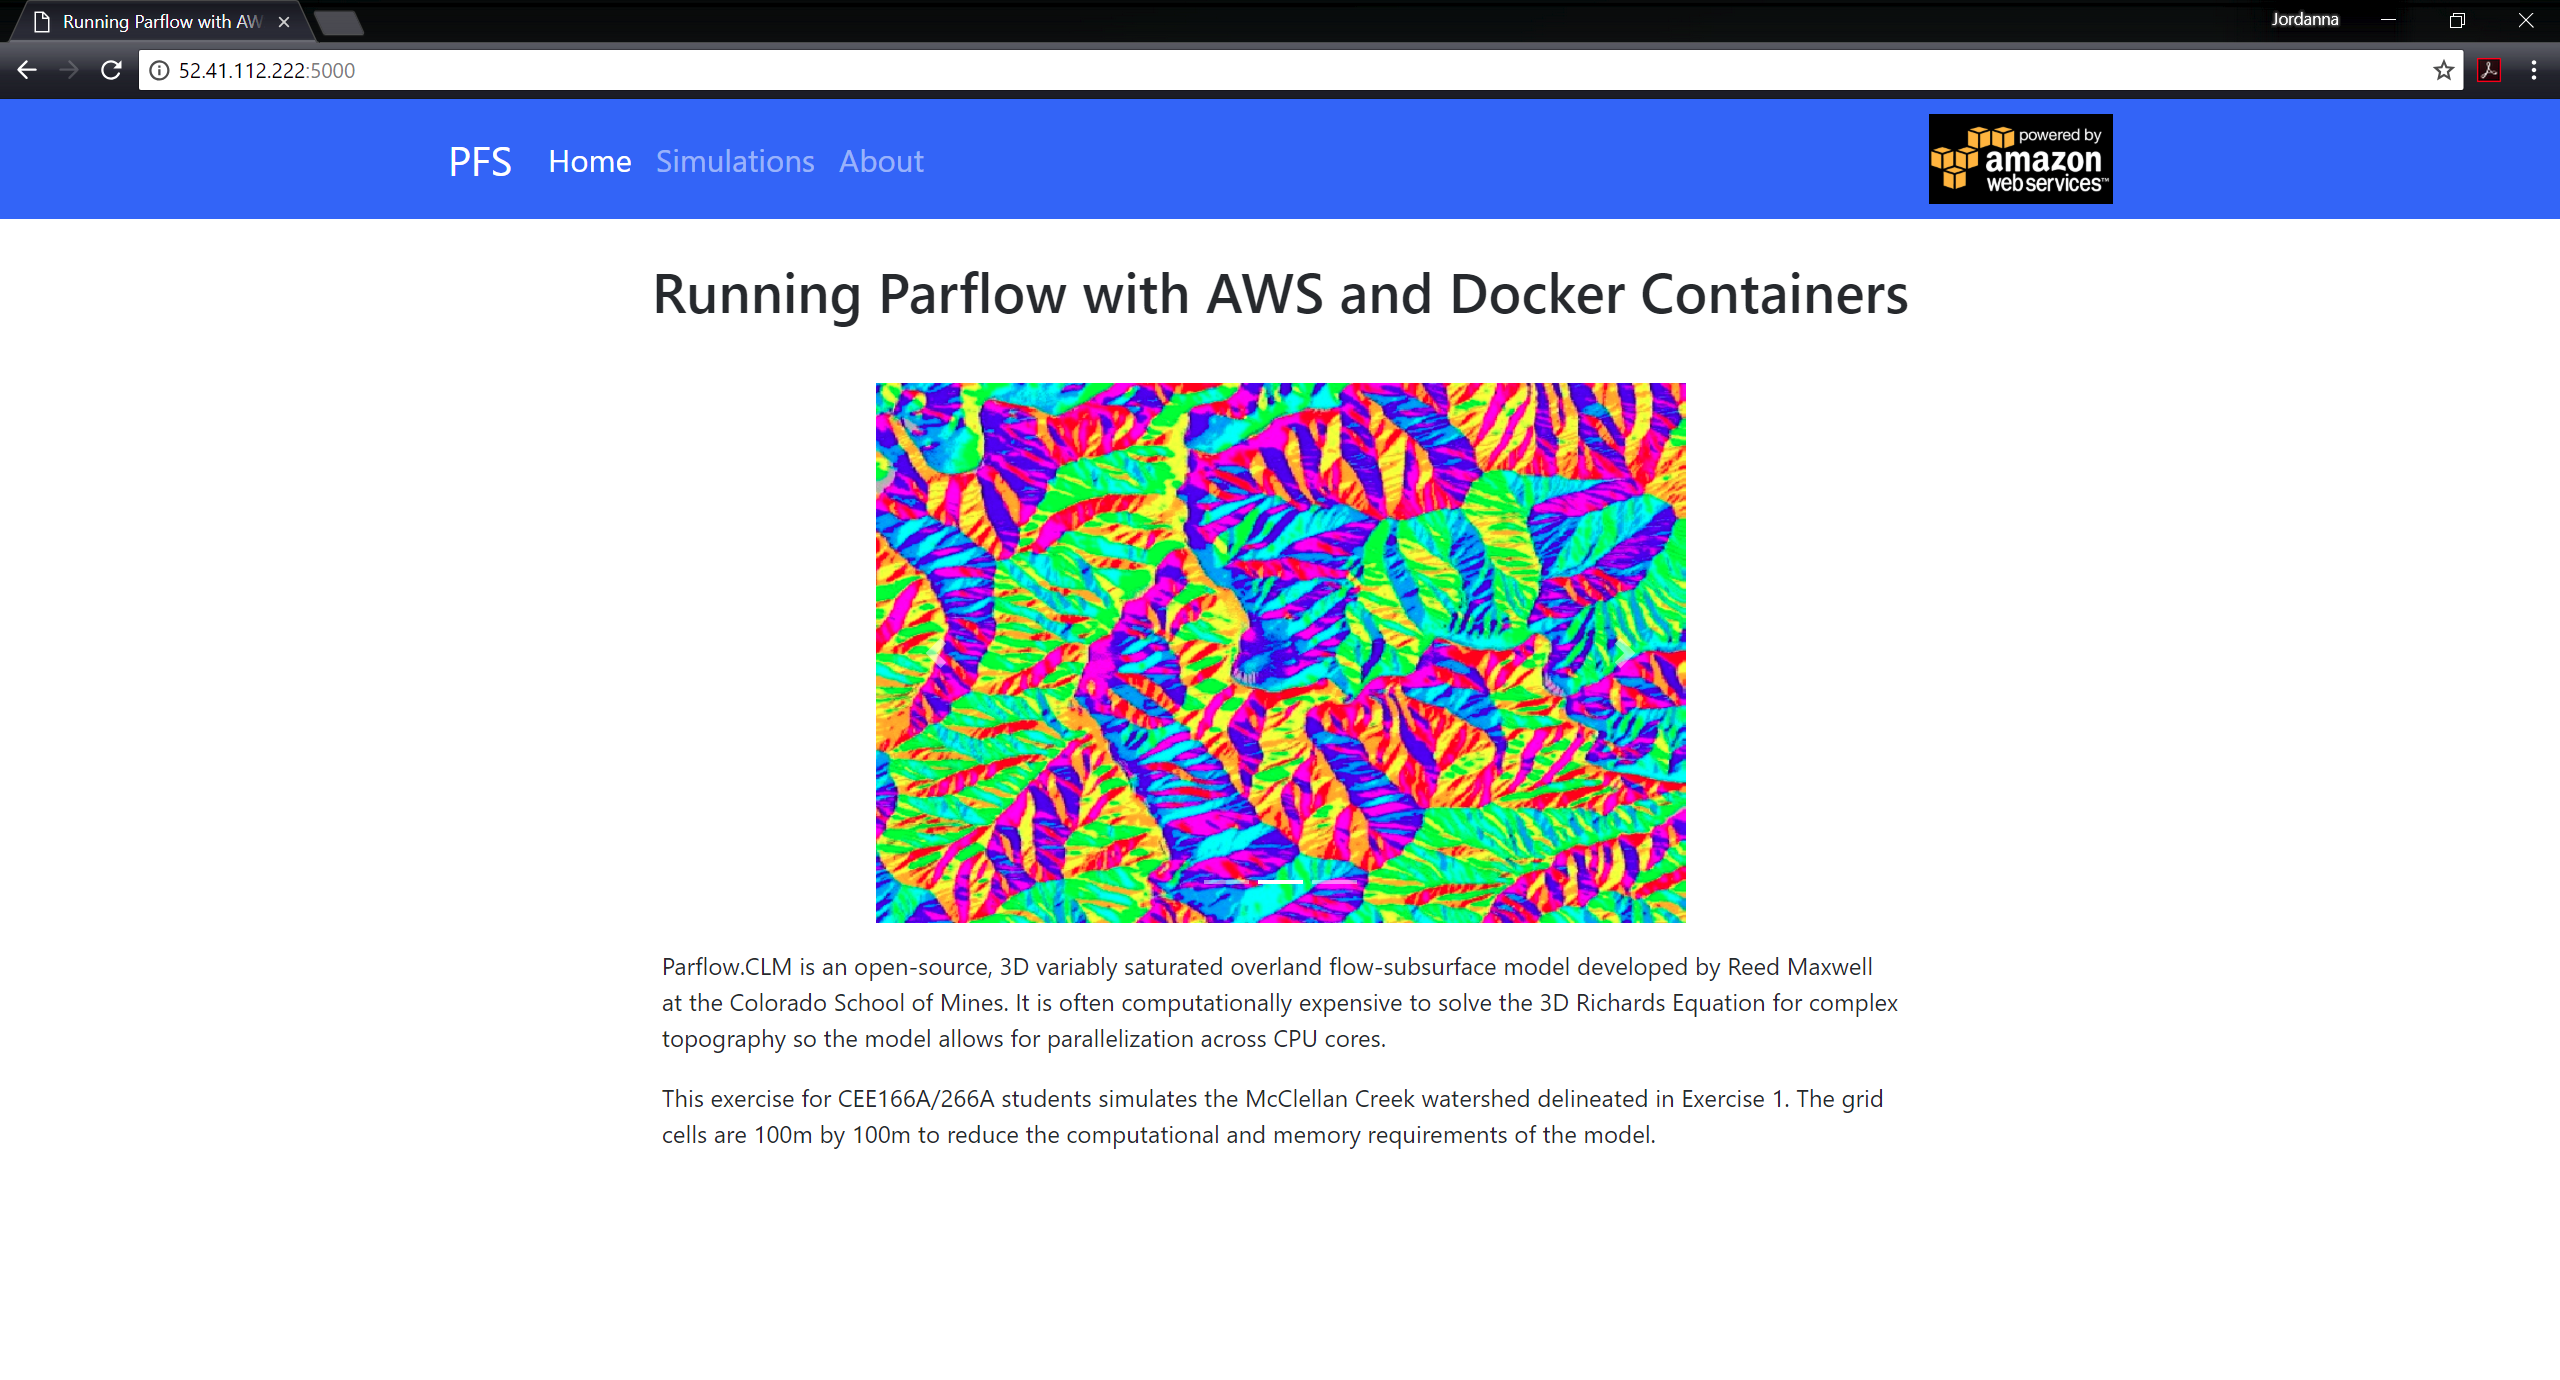 Running Parflow with AW
Jordanna
52.41.112.222:5000
PFS Home Simulations About
powered by
amazon
webservices™
Running Parflow with AWS and Docker Containers
Parflow.CLM is an open-source, 3D variably saturated overland flow-subsurface model developed by Reed Maxwell
at the Colorado School of Mines. It is often computationally expensive to solve the 3D Richards Equation for complex
topography so the model allows for parallelization across CPU cores.
This exercise for CEE166A/266A students simulates the McClellan Creek watershed delineated in Exercise 1. The grid
cells are 100m by 100m to reduce the computational and memory requirements of the model.